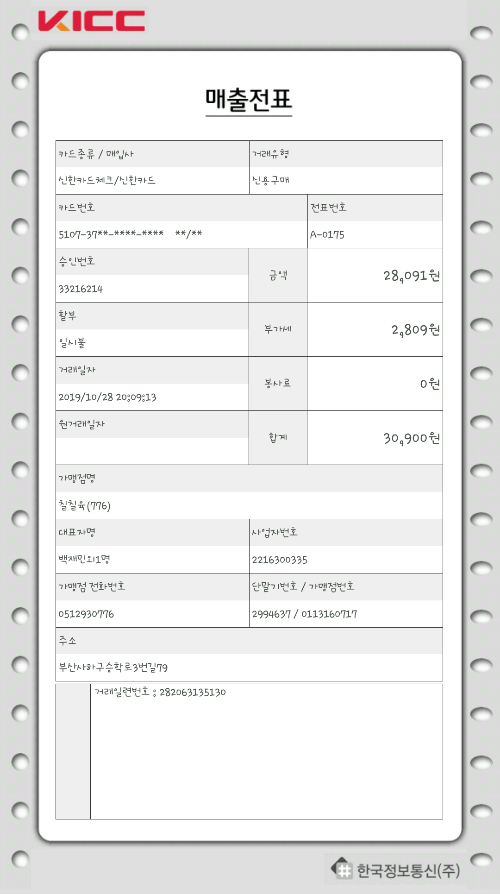 KICC
매출전표
카드종류 / 매입사 거래유형
신한카드체크/신한카드 신용구매
카드번호 전표번호
5107-37**-****-**** **/** A-0175
승인번호
금액 28,091원
33216214
할부
부가세 2,809원
일시불
거래일자
봉사료 0원
2019/10/28 20:09:13
원거래일자
합계 30,900원
가맹점명
칠칠육(776)
대표자명 사업자번호
백재민외1명 2216300335
가맹점 전화번호 단말기번호 / 가맹점번호
0512930776 2994637 / 0113160717
주소
부산사하구승학로3번길79
거래일련번호 : 282063135130
한국정보통신(주)